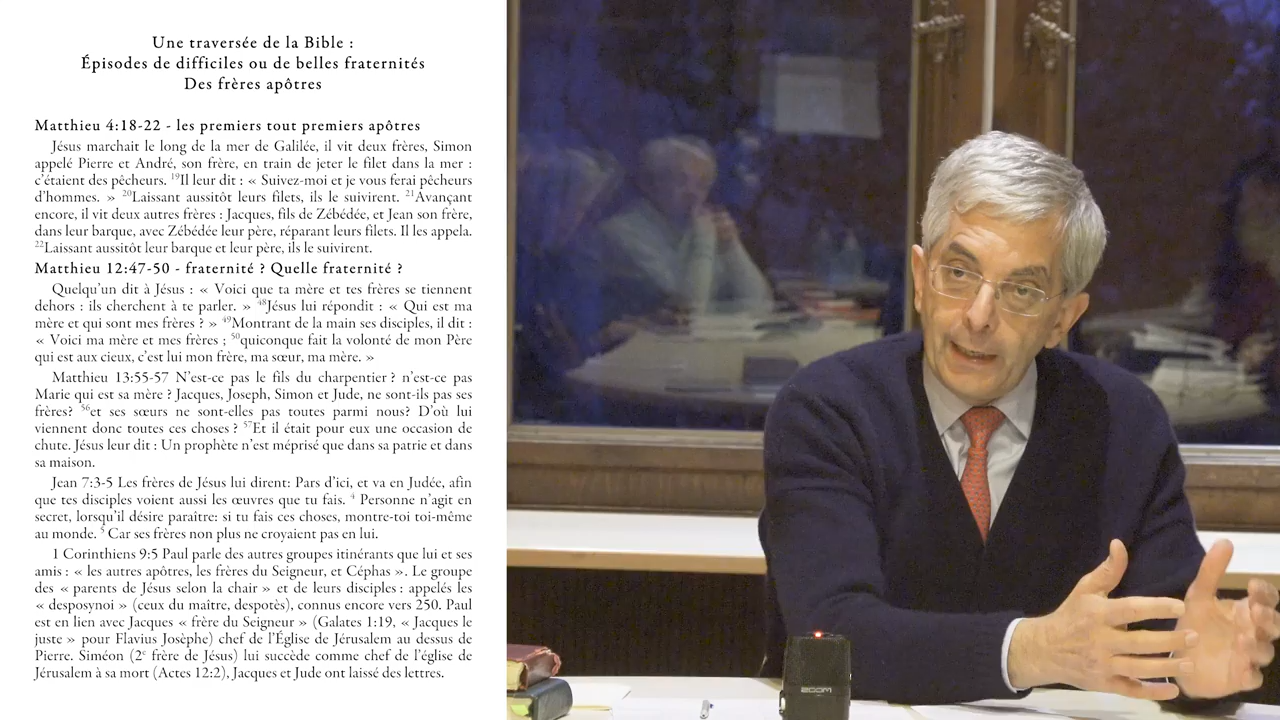 Une traversée de la Bible :
Épisodes de difficiles ou de belles fraternités
Des frères apôtres
Matthieu 4:18-22 - les premiers tout premiers apôtres
Jésus marchait le long de la mer de Galilée, il vit deux frères, Simon
appelé Pierre et André, son frère, en train de jeter le filet dans la mer :
c’étaient des pêcheurs. ¹⁹Il leur dit : « Suivez-moi et je vous ferai pêcheurs
d’hommes. » ²⁰Laissant aussitôt leurs filets, ils le suivirent. ²¹Avançant
encore, il vit deux autres frères : Jacques, fils de Zébédée, et Jean son frère,
dans leur barque, avec Zébédée leur père, réparant leurs filets. Il les appela.
²²Laissant aussitôt leur barque et leur père, ils le suivirent.
Matthieu 12:47-50 - fraternité ? Quelle fraternité ?
Quelqu’un dit à Jésus : « Voici que ta mère et tes frères se tiennent
dehors : ils cherchent à te parler. » ⁴⁸Jésus lui répondit : « Qui est ma
mère et qui sont mes frères ? » ⁴⁹Montrant de la main ses disciples, il dit :
« Voici ma mère et mes frères ; ⁵⁰quiconque fait la volonté de mon Père
qui est aux cieux, c’est lui mon frère, ma sœur, ma mère. »
Matthieu 13:55-57 N’est-ce pas le fils du charpentier ? n’est-ce pas
Marie qui est sa mère ? Jacques, Joseph, Simon et Jude, ne sont-ils pas ses
frères? ⁵⁶et ses sœurs ne sont-elles pas toutes parmi nous? D’où lui
viennent donc toutes ces choses ? ⁵⁷Et il était pour eux une occasion de
chute. Jésus leur dit : Un prophète n’est méprisé que dans sa patrie et dans
sa maison.
Jean 7:3-5 Les frères de Jésus lui dirent: Pars d’ici, et va en Judée, afin
que tes disciples voient aussi les œuvres que tu fais. ⁴ Personne n’agit en
secret, lorsqu’il désire paraître: si tu fais ces choses, montre-toi toi-même
au monde. ⁵ Car ses frères non plus ne croyaient pas en lui.
1 Corinthiens 9:5 Paul parle des autres groupes itinérants que lui et ses
amis : « les autres apôtres, les frères du Seigneur, et Céphas ». Le groupe
des « parents de Jésus selon la chair » et de leurs disciples : appelés les
« desposynoi » (ceux du maître, despotès), connus encore vers 250. Paul
est en lien avec Jacques « frère du Seigneur » (Galates 1:19, « Jacques le
juste » pour Flavius Josèphe) chef de l’Église de Jérusalem au dessus de
Pierre. Simon (2ᵉ frère de Jésus) lui succède comme chef de l’église de
Jérusalem à sa mort (Actes 12:2), Jacques et Jude ont laissé des lettres.
zoom